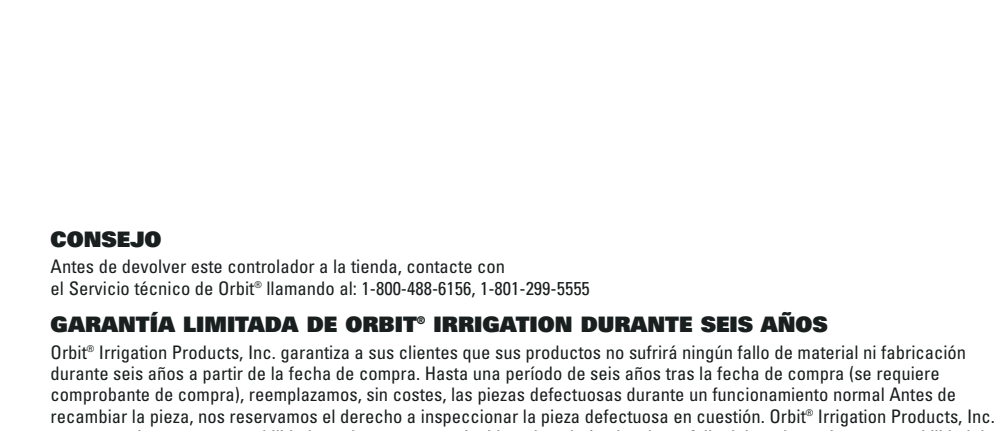 CONSEJO
Antes de devolver este controlador a la tienda, contacte con
el Servicio técnico de Orbit® llamando al: 1-800-488-6156, 1-801-299-5555
GARANTÍA LIMITADA DE ORBIT® IRRIGATION DURANTE SEIS AÑOS
Orbit® Irrigation Products, Inc. garantiza a sus clientes que sus productos no sufrirá ningún fallo de material ni fabricación
durante seis años a partir de la fecha de compra. Hasta una período de seis años tras la fecha de compra (se requiere
comprobante de compra), reemplazamos, sin costes, las piezas defectuosas durante un funcionamiento normal Antes de
recambiar la pieza, nos reservamos el derecho a inspeccionar la pieza defectuosa en cuestión. Orbit® Irrigation Products, Inc.